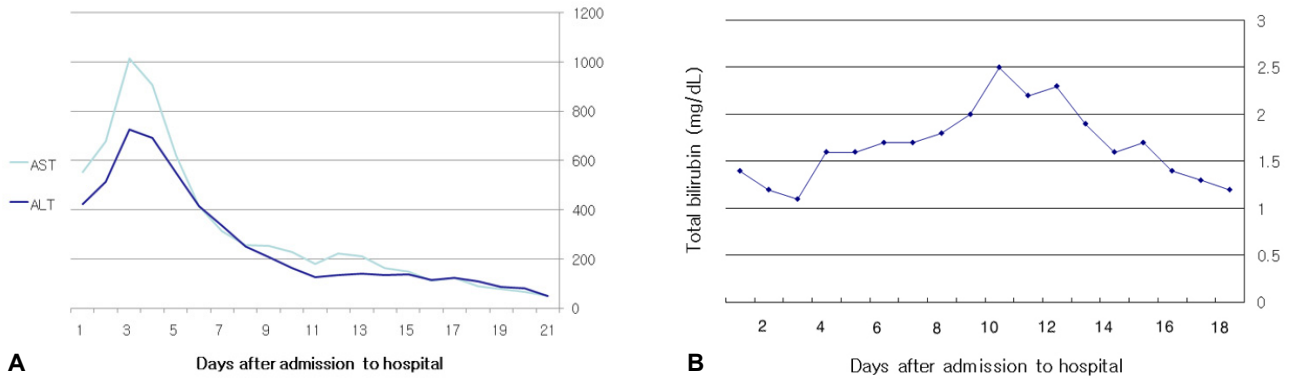 1200
1000
800
600
400
200
0
AST
ALT
1 3 5 7 9 11 13 15 17 19 21
Days after admission to hospital
A
3
2.5
2
1.5
1
0.5
0
Total bilirubin (mg/dL)
2 4 6 8 10 12 14 16 18
Days after admission to hospital
B